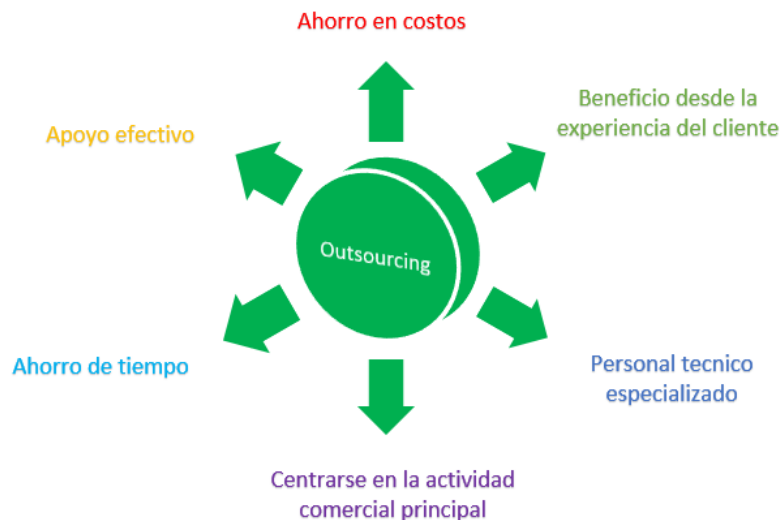 Ahorro en costos
Beneficio desde la
experiencia del cliente
Apoyo efectivo
Outsourcing
Ahorro de tiempo
Personal tecnico
especializado
Centrarse en la actividad
comercial principal